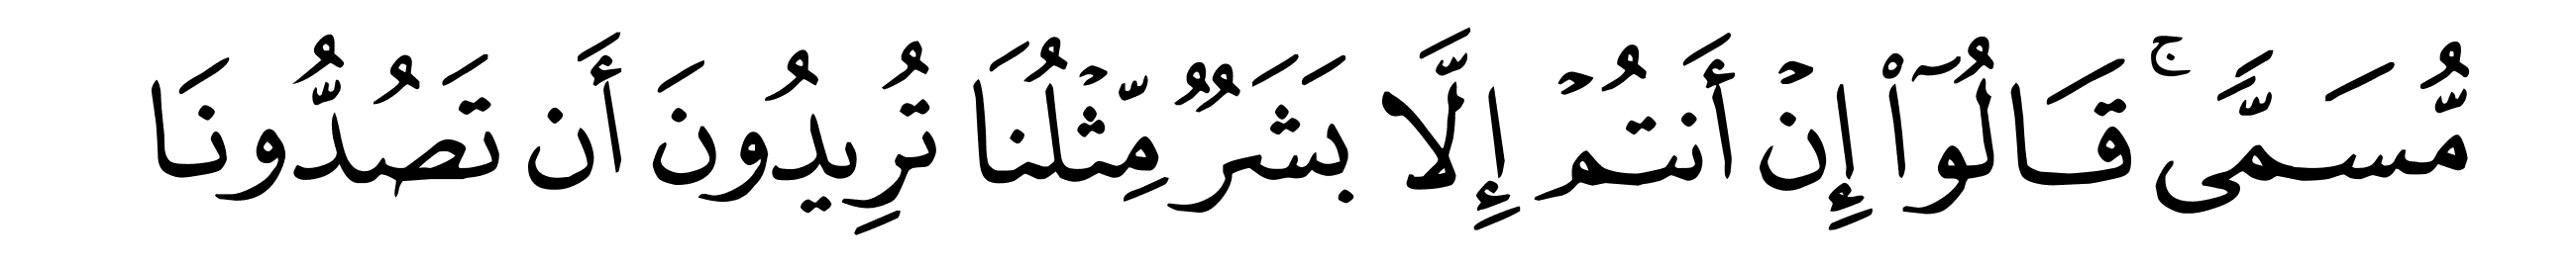 مُّسَمًّىۚ قَالُوٓاْ إِنۡ أَنتُمۡ إِلَّا بَشَرٌ مِّثۡلُنَا تُرِيدُونَ أَن تَصُدُّونَا